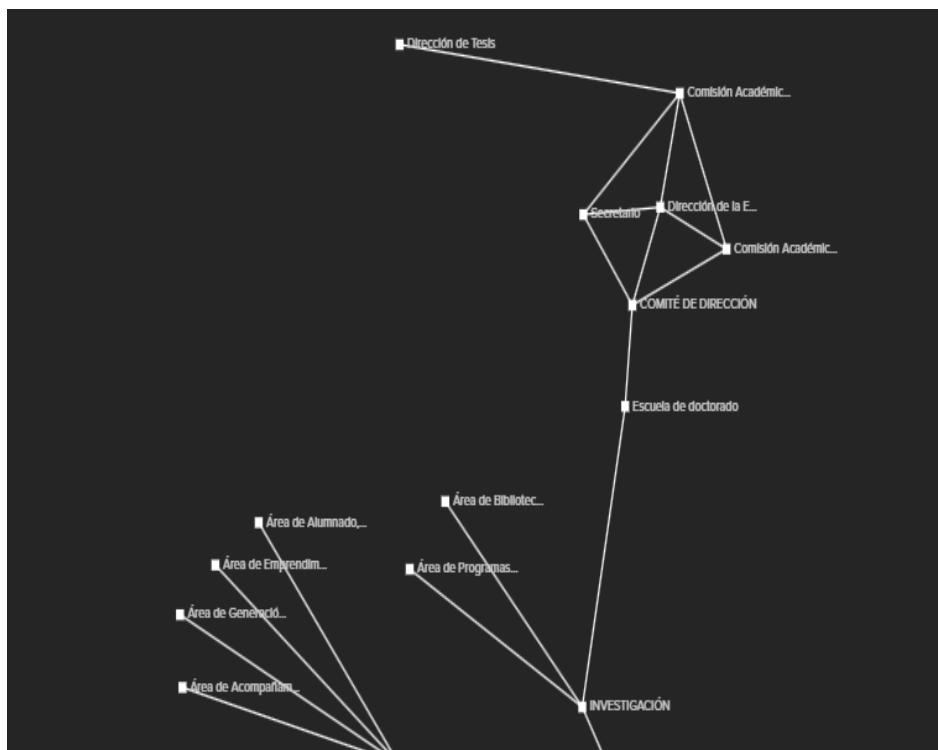 Dirección de Tesis
Comisión Académic...
Secretario
Dirección de la E...
Comisión Académic...
COMITÉ DE DIRECCIÓN
Escuela de doctorado
Área de Bibliotec...
Área de Alumnado,...
Área de Emprendim...
Área de Programas...
Área de Generació...
Área de Acompañam...
INVESTIGACIÓN